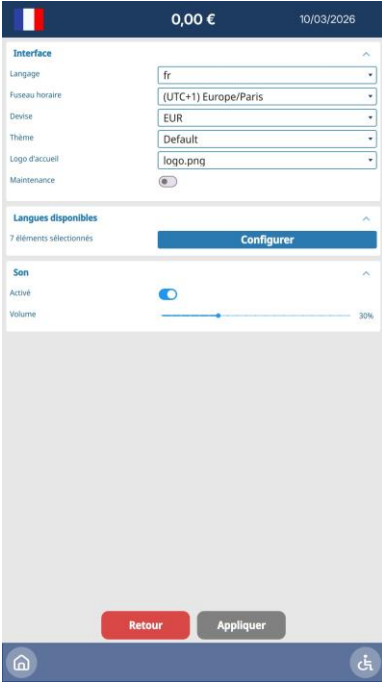 0,00 €
10/03/2026
Interface
Langage
fr
Fuseau horaire
(UTC+1) Europe/Paris
Devise
EUR
Thème
Default
Logo d'accueil
logo.png
Maintenance
Langues disponibles
7 éléments sélectionnés
Configurer
Son
Activé
Volume
30%
Retour
Appliquer